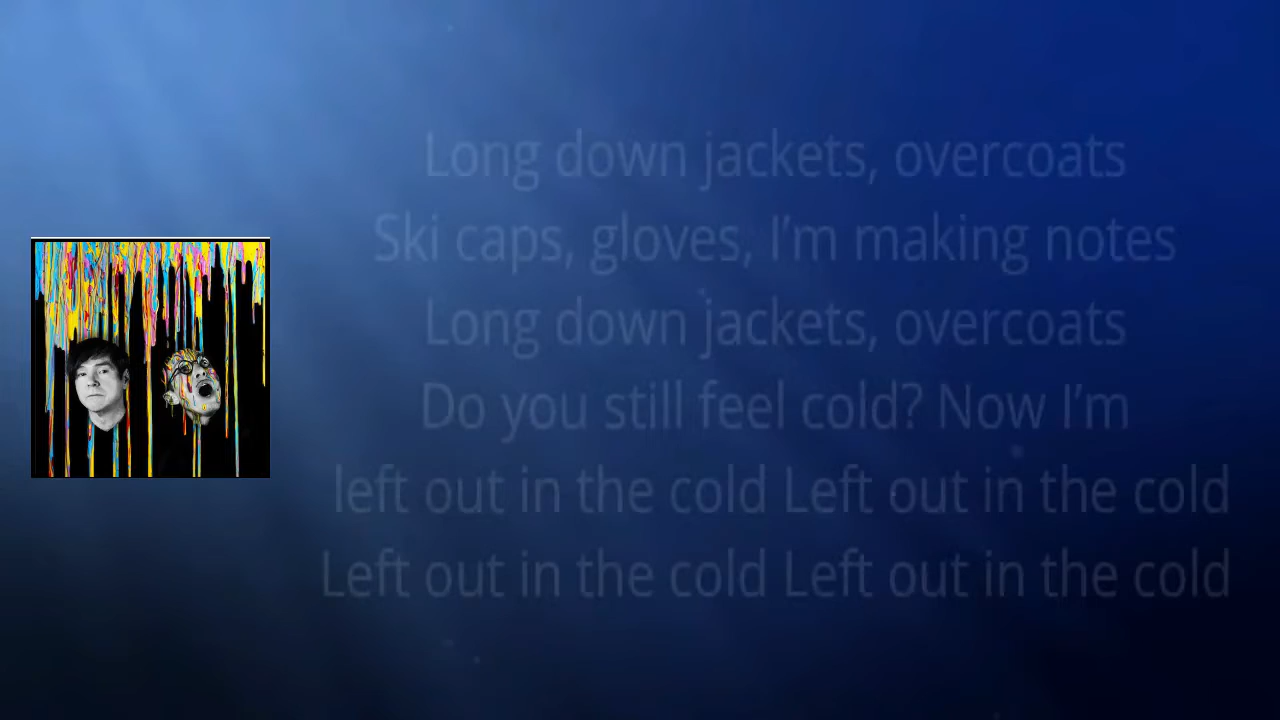 Long down jackets, overcoats
Ski caps, gloves, I’m making notes
Long down jackets, overcoats
Do you still feel cold? Now I’m
left out in the cold Left out in the cold
Left out in the cold Left out in the cold